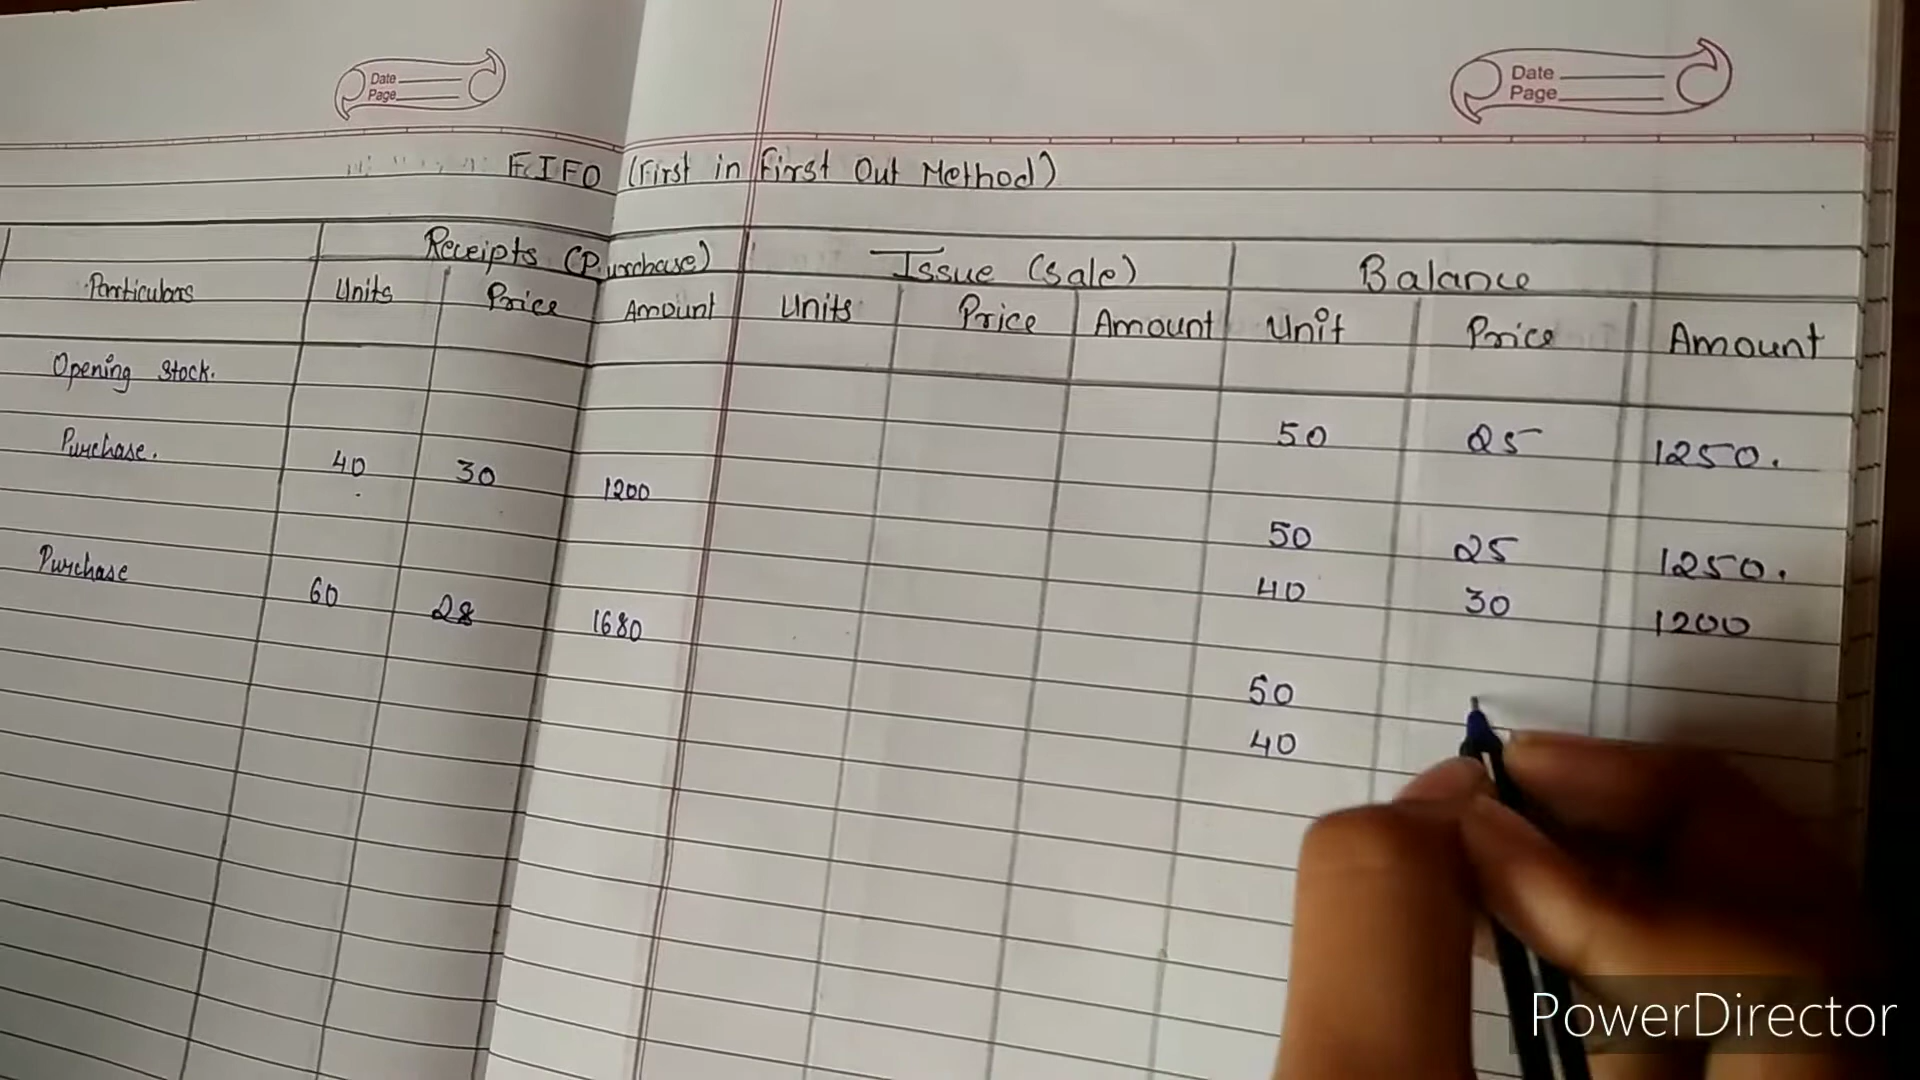 Date
Page
Date
Page
FIFO (First in First Out Method)
Receipts (Purchase) Issue (Sale) Balance
Particulars Units Price Amount Units Price Amount Unit Price Amount
Opening Stock. 50 25 1250.
Purchase. 40 30 1200
50 25 1250.
40 30 1200
Purchase 60 28 1680
50
40
PowerDirector